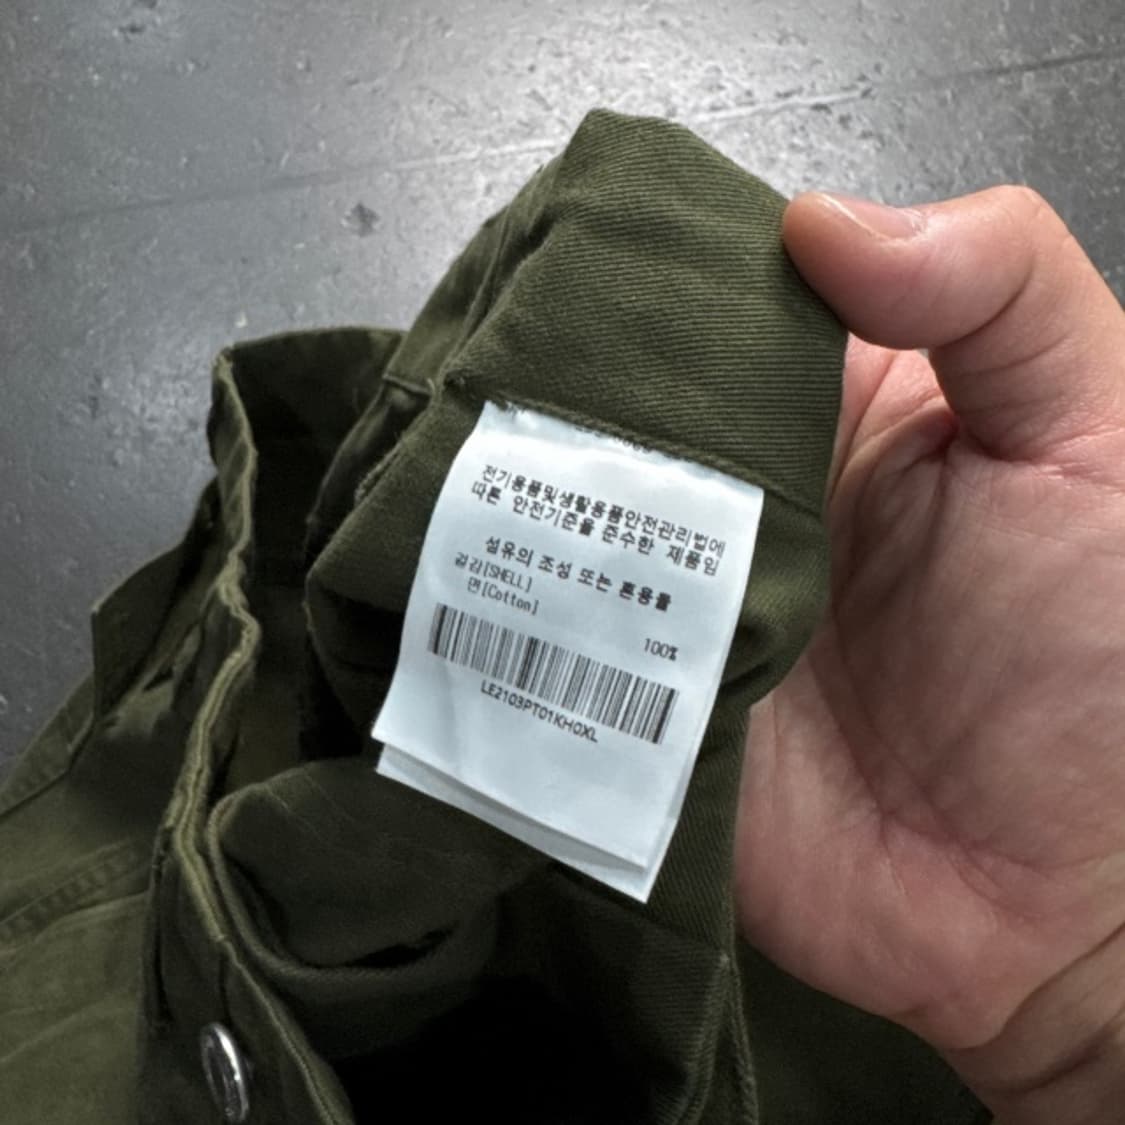 전기용품및생활용품안전관리법에
따른 안전기준을 준수한 제품임
섬유의 조성 또는 혼용률
겉감[SHELL]
면[Cotton]
100%
LE2103PT01KH0XL